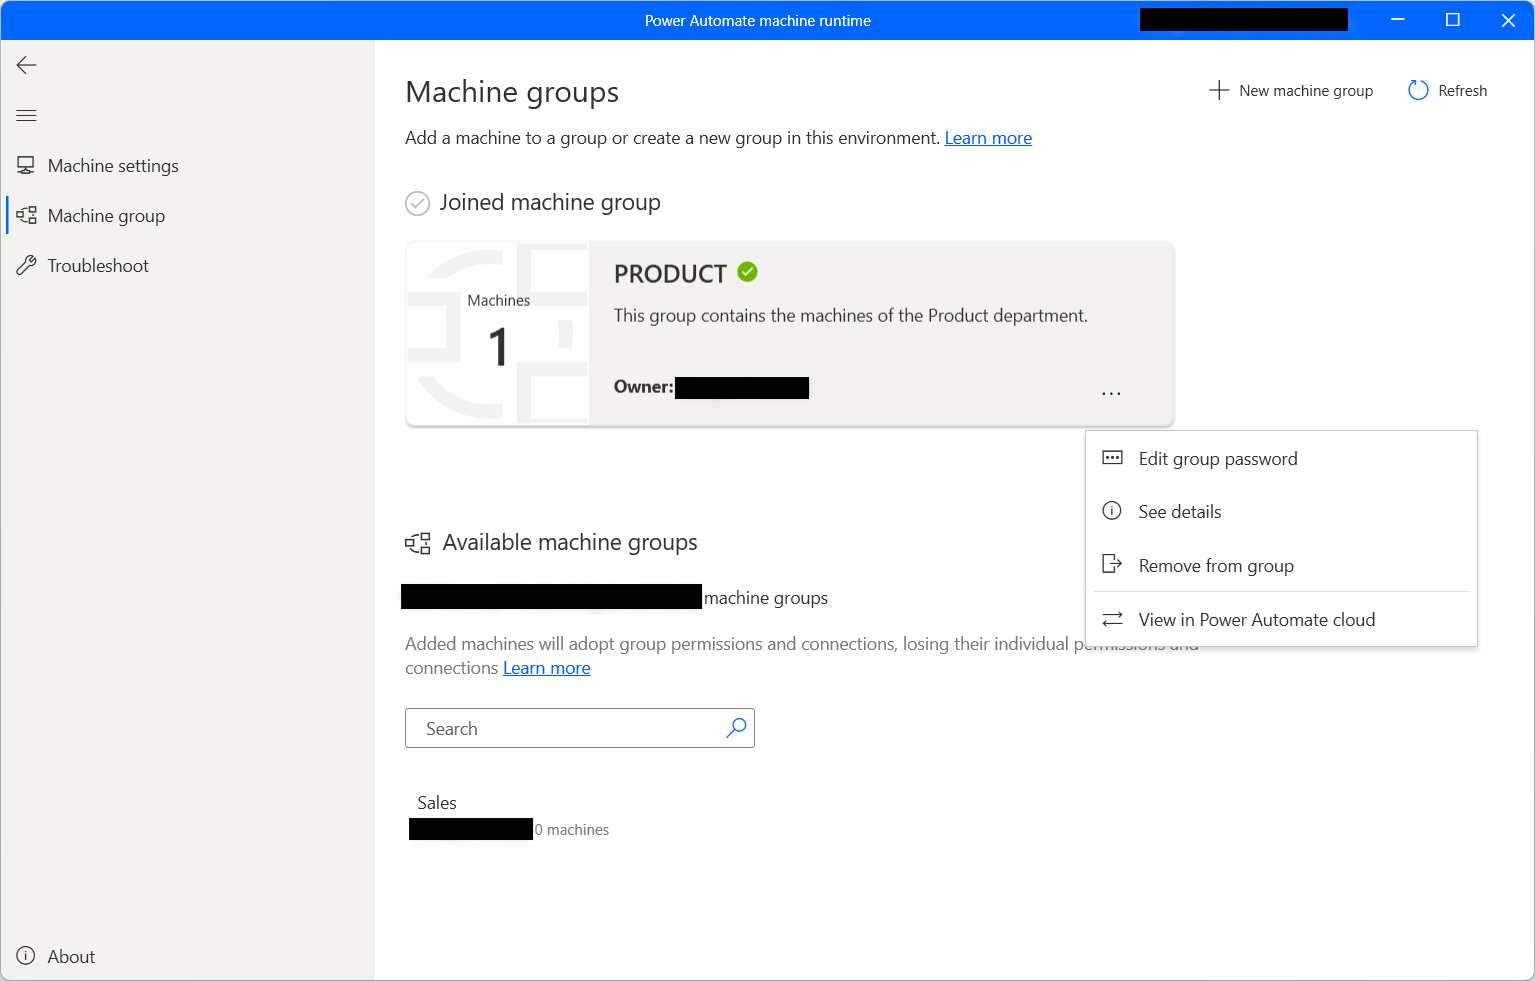 Power Automate machine runtime
Machine settings
Machine group
Troubleshoot
About
Machine groups
New machine group
Refresh
Add a machine to a group or create a new group in this environment. Learn more
Joined machine group
Machines
1
PRODUCT
This group contains the machines of the Product department.
Owner:
...
Edit group password
See details
Remove from group
View in Power Automate cloud
Available machine groups
machine groups
Added machines will adopt group permissions and connections, losing their individual permissions and
connections Learn more
Search
Sales
0 machines